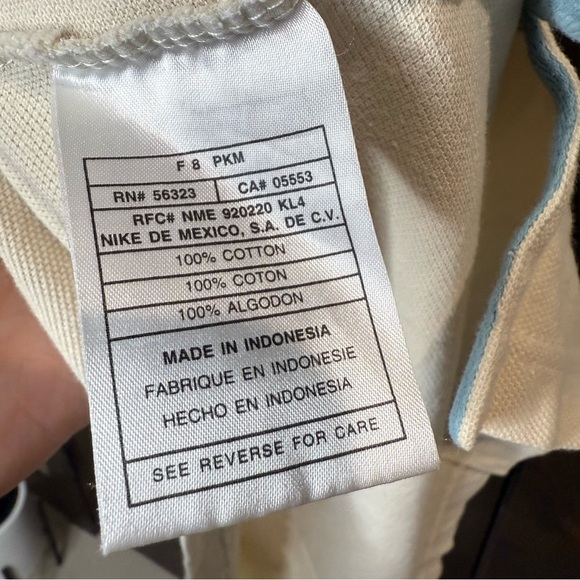 F 8 PKM
RN# 56323 CA# 05553
RFC# NME 920220 KL4
NIKE DE MEXICO, S.A. DE C.V.
100% COTTON
100% COTON
100% ALGODON
MADE IN INDONESIA
FABRIQUE EN INDONESIE
HECHO EN INDONESIA
SEE REVERSE FOR CARE